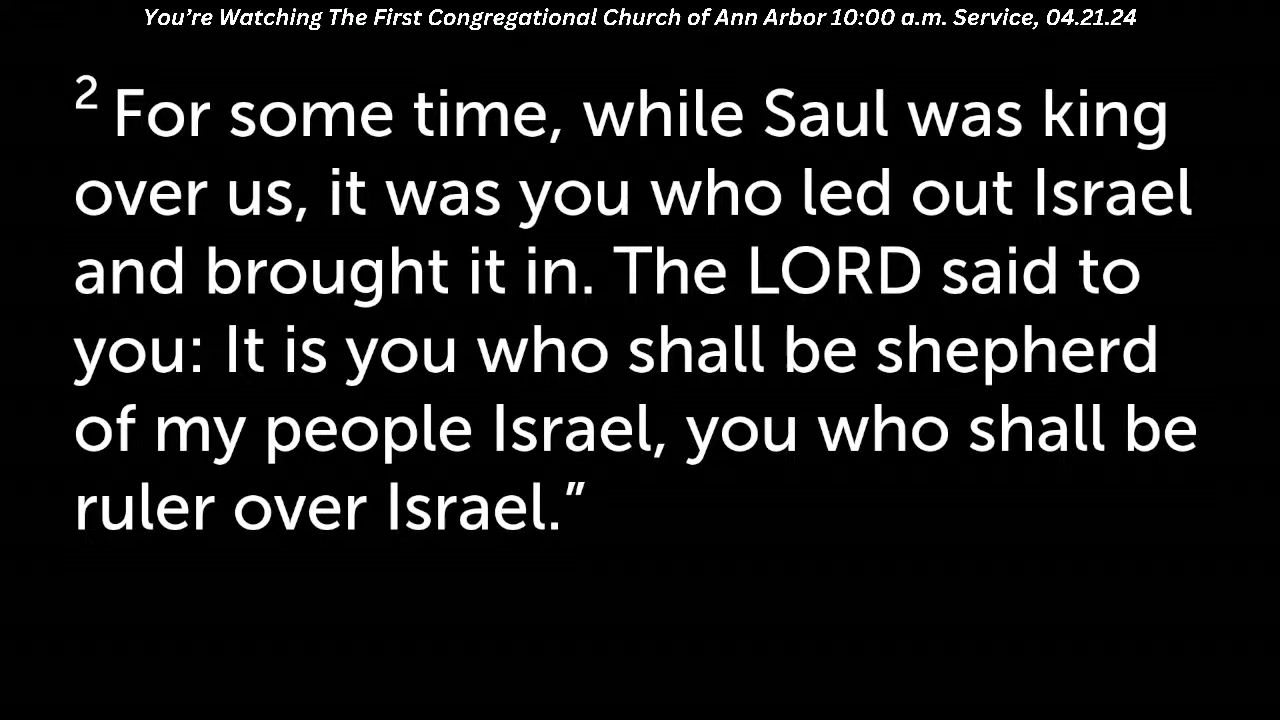 You’re Watching The First Congregational Church of Ann Arbor 10:00 a.m. Service, 04.21.24
2 For some time, while Saul was king
over us, it was you who led out Israel
and brought it in. The LORD said to
you: It is you who shall be shepherd
of my people Israel, you who shall be
ruler over Israel.”